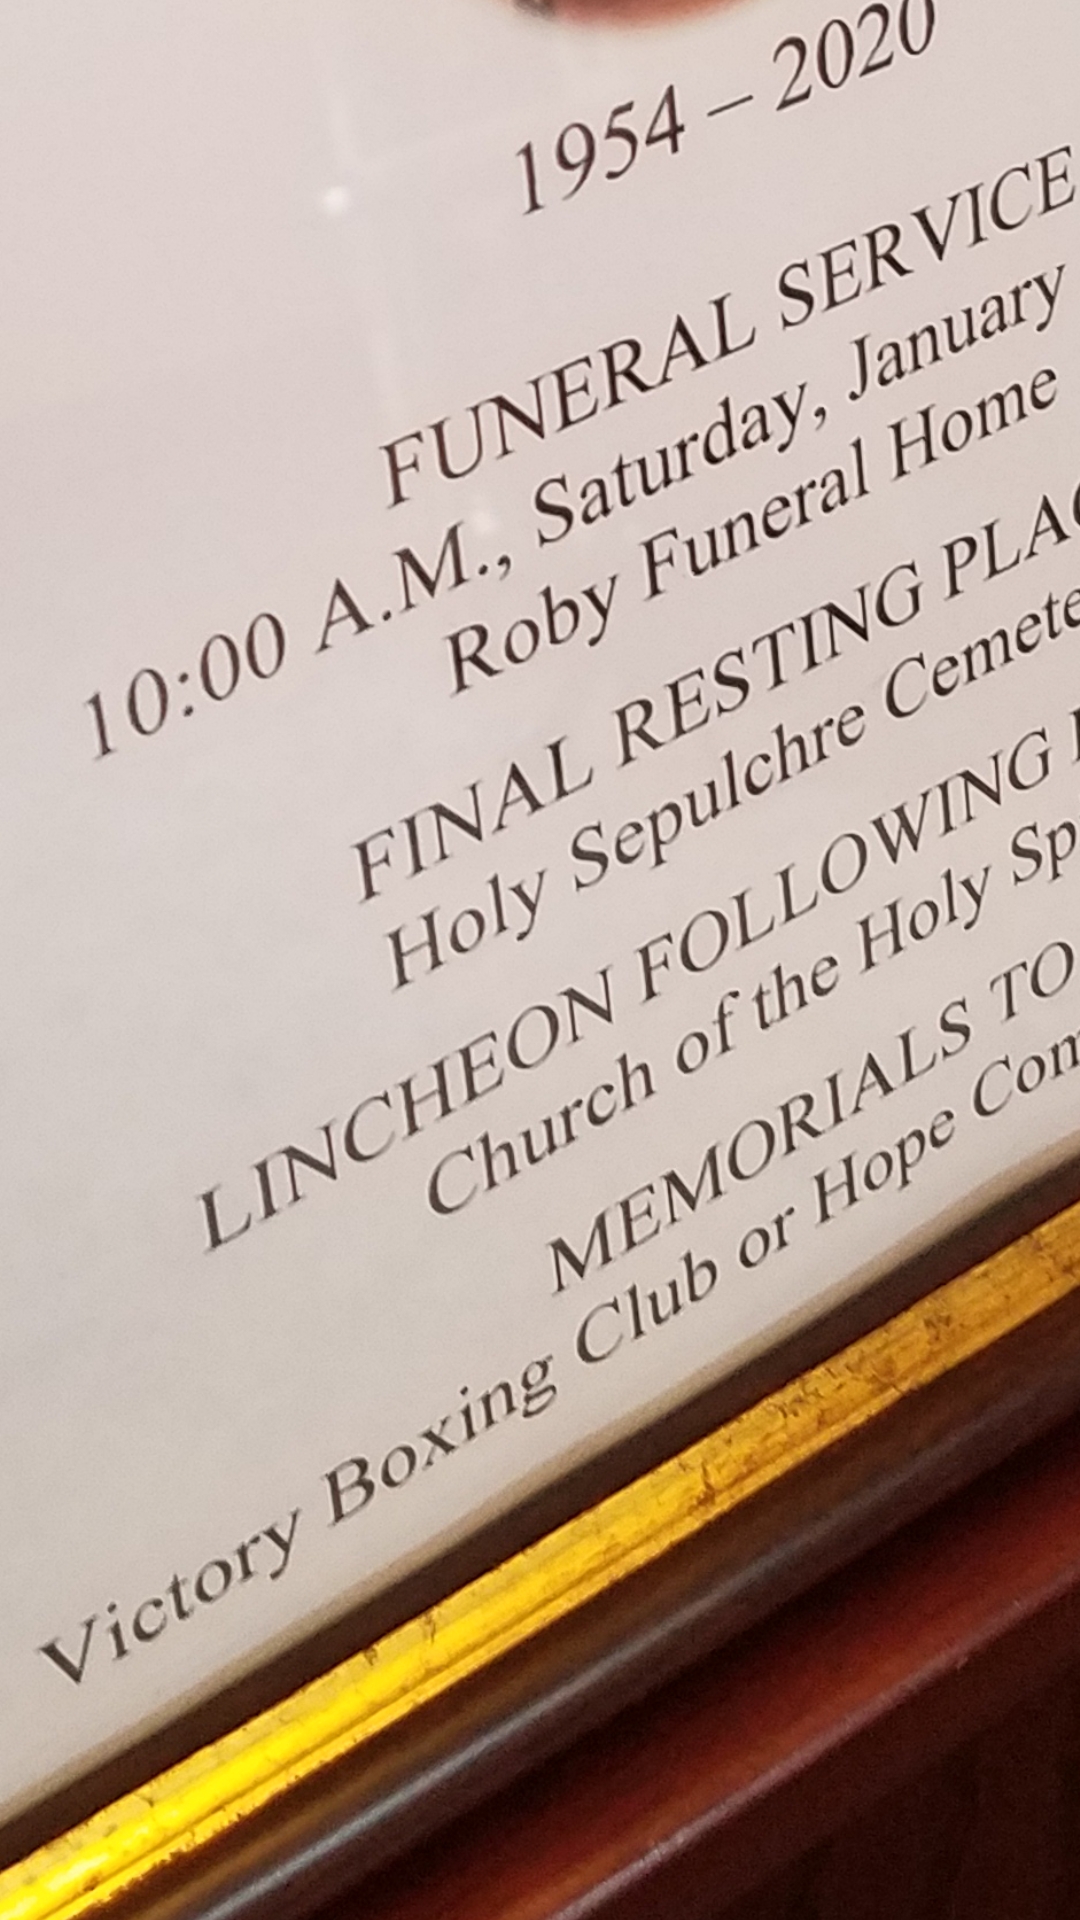 1954 – 2020
FUNERAL SERVICE
10:00 A.M., Saturday, January
Roby Funeral Home
FINAL RESTING
Holy Sepulchre
LINCHEON FOLLOWING
Church of the Holy
MEMORIALS TO
Victory Boxing Club or Hope